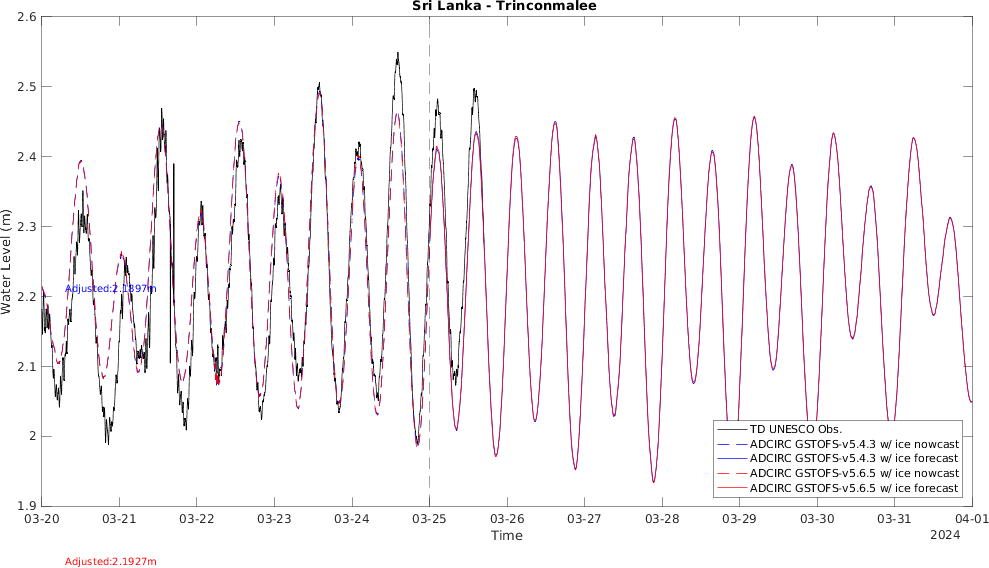 Sri Lanka - Trinconmalee
2.6
2.5
2.4
2.3
2.2
2.1
2
1.9
Water Level (m)
Adjusted:2.1897m
TD UNESCO Obs.
ADCIRC GSTOFS-v5.4.3 w/ ice nowcast
ADCIRC GSTOFS-v5.4.3 w/ ice forecast
ADCIRC GSTOFS-v5.6.5 w/ ice nowcast
ADCIRC GSTOFS-v5.6.5 w/ ice forecast
03-20 03-21 03-22 03-23 03-24 03-25 03-26 03-27 03-28 03-29 03-30 03-31 04-01
Time
2024
Adjusted:2.1927m